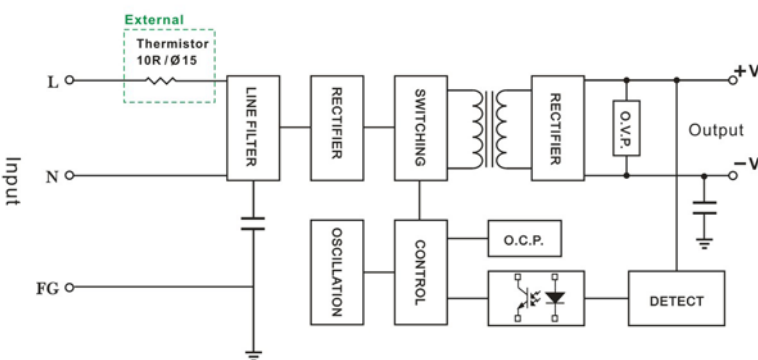 External
Thermistor
10R/Ø15
L
N
FG
Input
LINE FILTER
RECTIFIER
SWITCHING
RECTIFIER
O.V.P.
+V
Output
-V
OSCILLATION
CONTROL
O.C.P.
DETECT